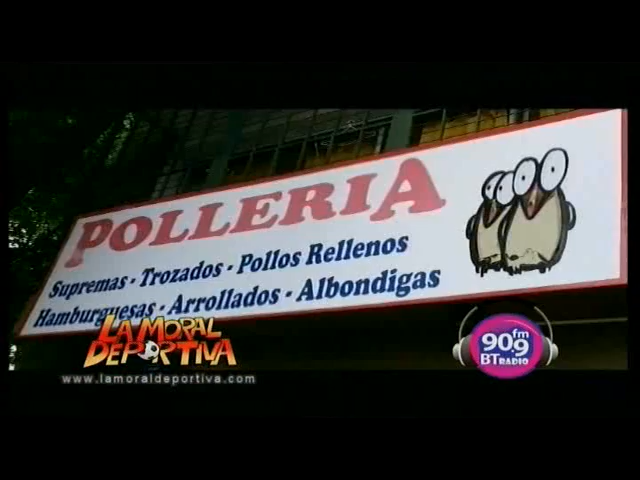 POLLERIA
Supremas - Trozados - Pollos Rellenos
Hamburguesas - Arrollados - Albondigas
LA MORAL
DEPORTIVA
www.lamoraldeportiva.com
fm
90.9
BT RADIO